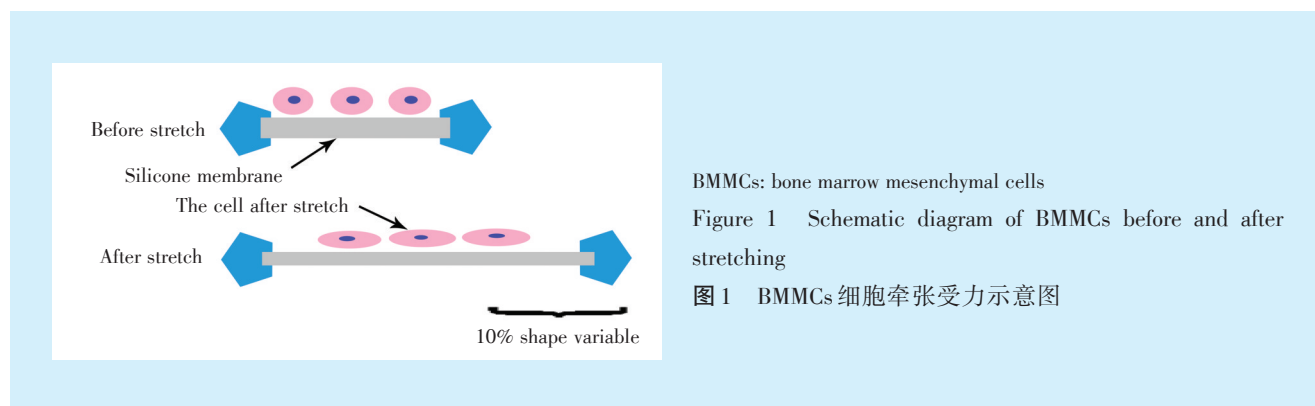 Before stretch
Silicone membrane
The cell after stretch
After stretch
10% shape variable
BMMCs: bone marrow mesenchymal cells
Figure 1 Schematic diagram of BMMCs before and after
stretching
图1 BMMCs细胞牵张受力示意图